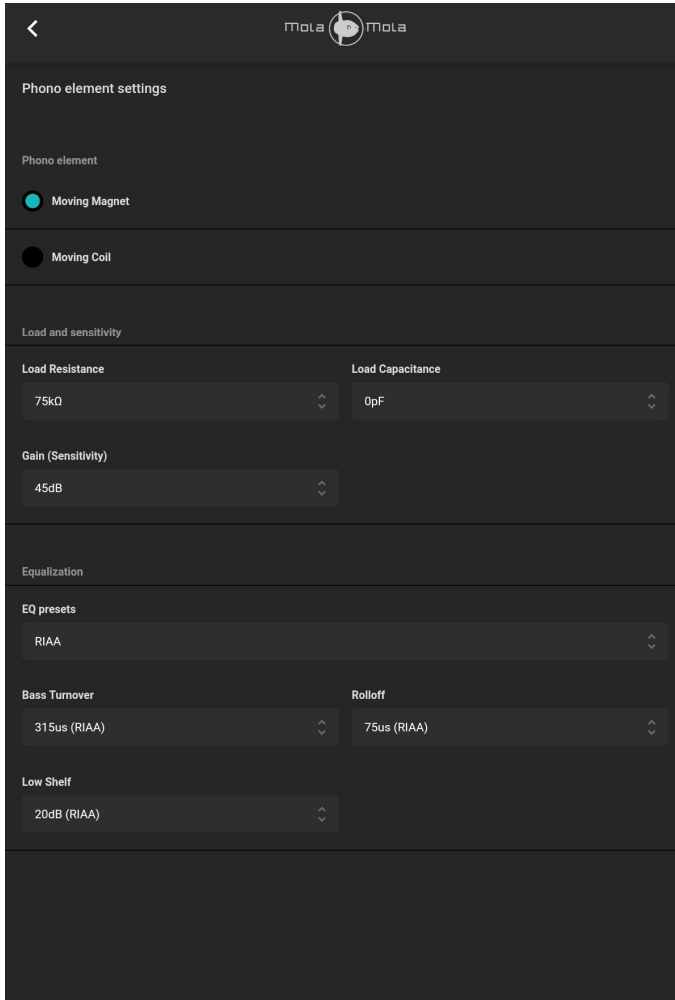 mola mola
Phono element settings
Phono element
Moving Magnet
Moving Coil
Load and sensitivity
Load Resistance Load Capacitance
75kΩ 0pF
Gain (Sensitivity)
45dB
Equalization
EQ presets
RIAA
Bass Turnover Rolloff
315us (RIAA) 75us (RIAA)
Low Shelf
20dB (RIAA)